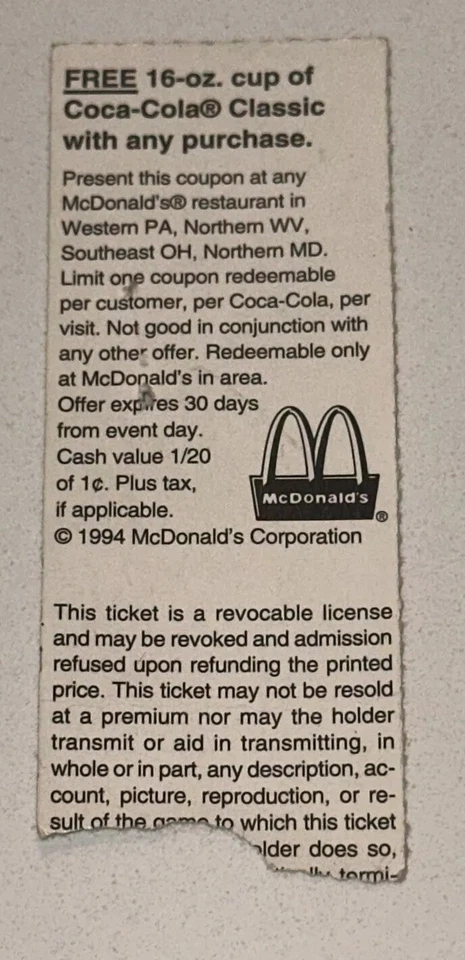 FREE 16-oz. cup of
Coca-Cola® Classic
with any purchase.
Present this coupon at any
McDonald's® restaurant in
Western PA, Northern WV,
Southeast OH, Northern MD.
Limit one coupon redeemable
per customer, per Coca-Cola, per
visit. Not good in conjunction with
any other offer. Redeemable only
at McDonald's in area.
Offer expires 30 days
from event day.
Cash value 1/20
of 1¢. Plus tax,
if applicable.
McDonald's ®
© 1994 McDonald's Corporation
This ticket is a revocable license
and may be revoked and admission
refused upon refunding the printed
price. This ticket may not be resold
at a premium nor may the holder
transmit or aid in transmitting, in
whole or in part, any description, ac-
count, picture, reproduction, or re-
sult of the game to which this ticket
older does so,
termi-